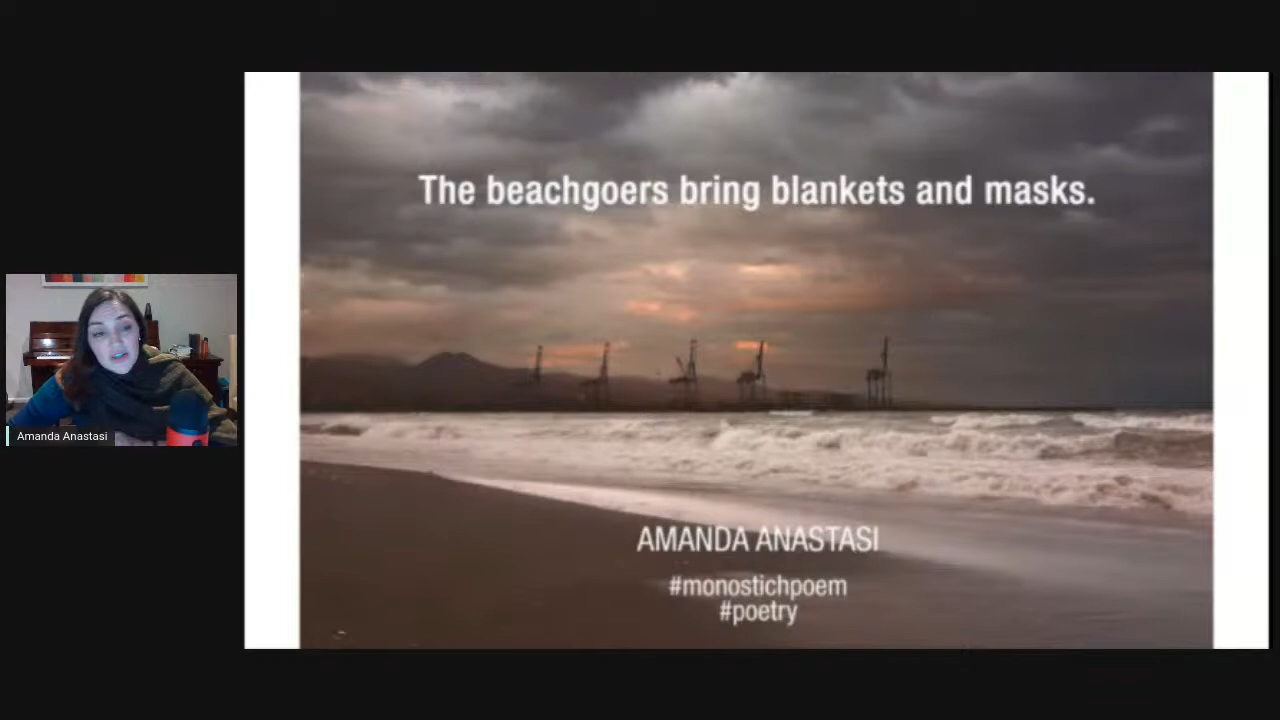 The beachgoers bring blankets and masks.
Amanda Anastasi
AMANDA ANASTASI
#monostichpoem
#poetry